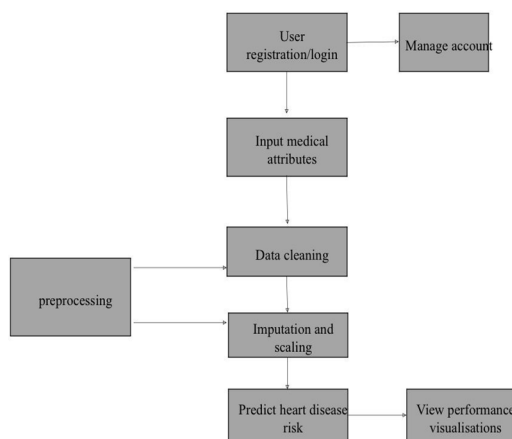 User
registration/login
Manage account
Input medical
attributes
Data cleaning
preprocessing
Imputation and
scaling
Predict heart disease
risk
View performance
visualisations